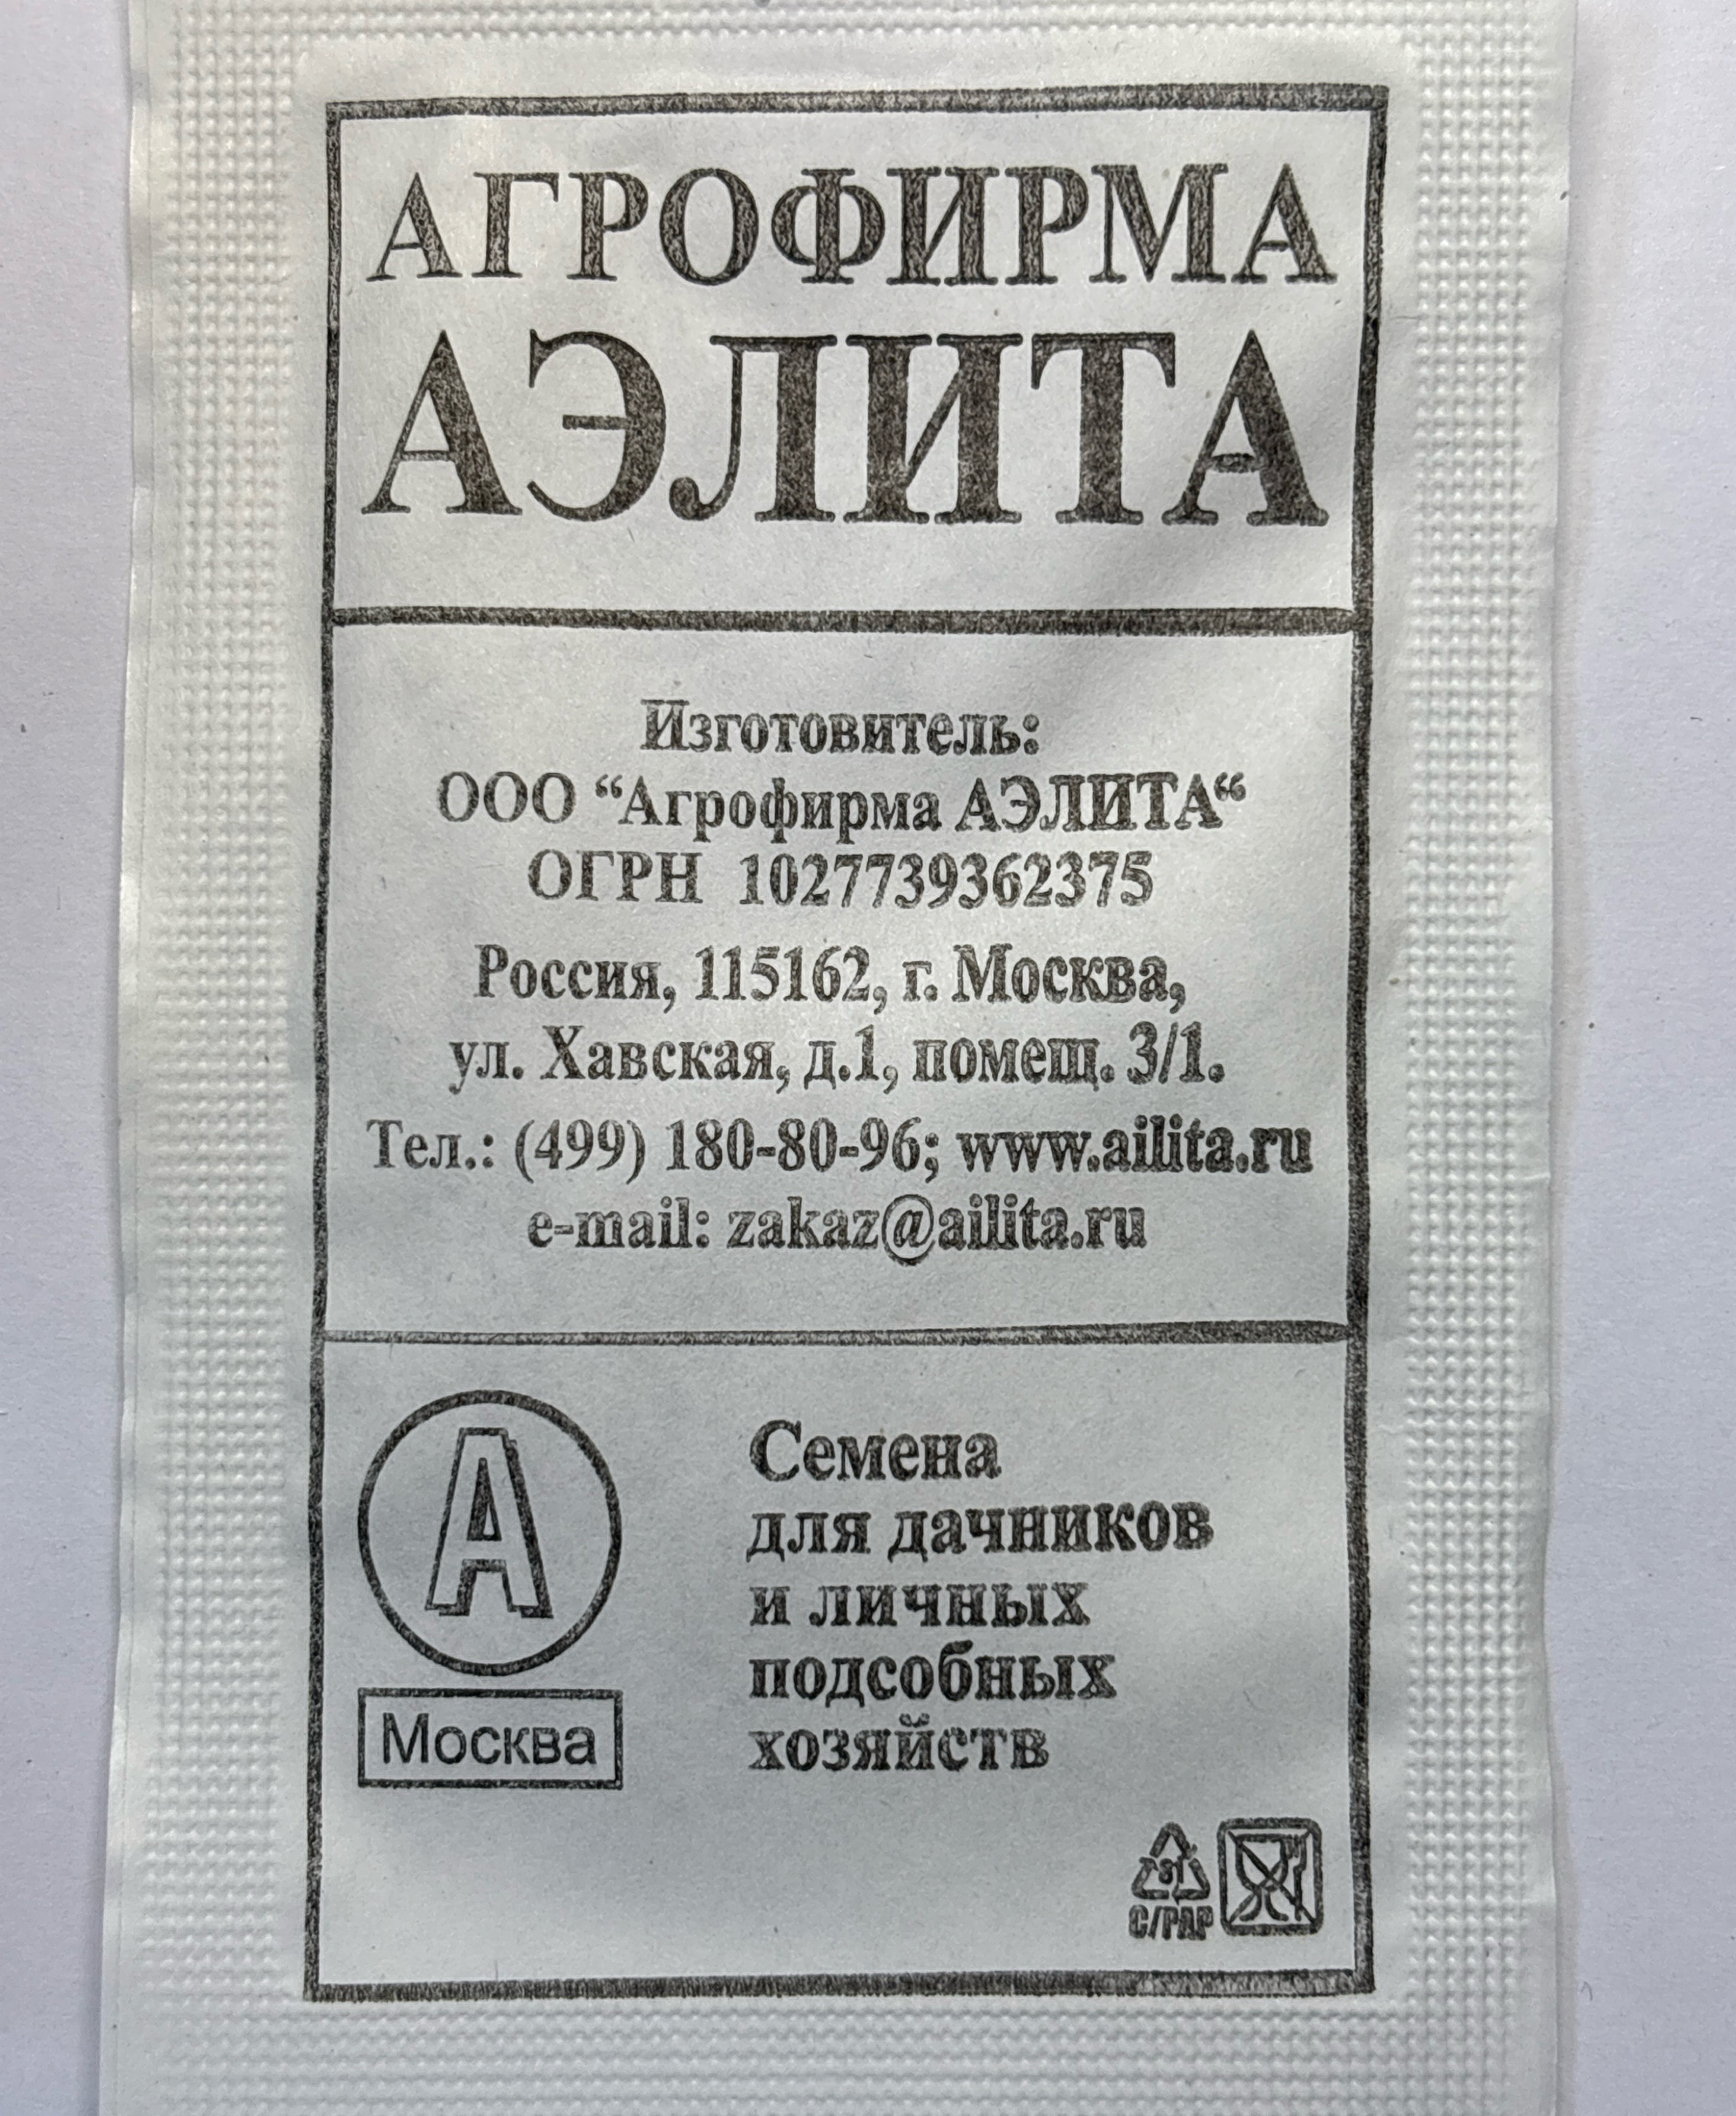 АГРОФИРМА
АЭЛИТА
Изготовитель:
ООО “Агрофирма АЭЛИТА“
ОГРН 1027739362375
Россия, 115162, г. Москва,
ул. Хавская, д.1, помещ. 3/1.
Тел.: (499) 180-80-96; www.ailita.ru
e-mail: zakaz@ailita.ru
А
Москва
Семена
для дачников
и личных
подсобных
хозяйств
C/PAP